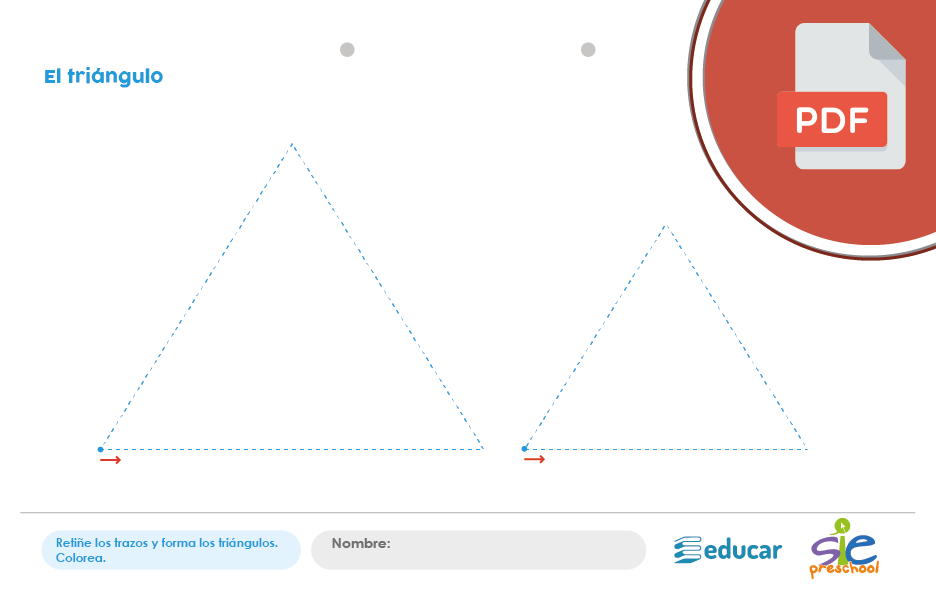 El triángulo
PDF
Retiñe los trazos y forma los triángulos.
Colorea.
Nombre:
educar
sie
preschool